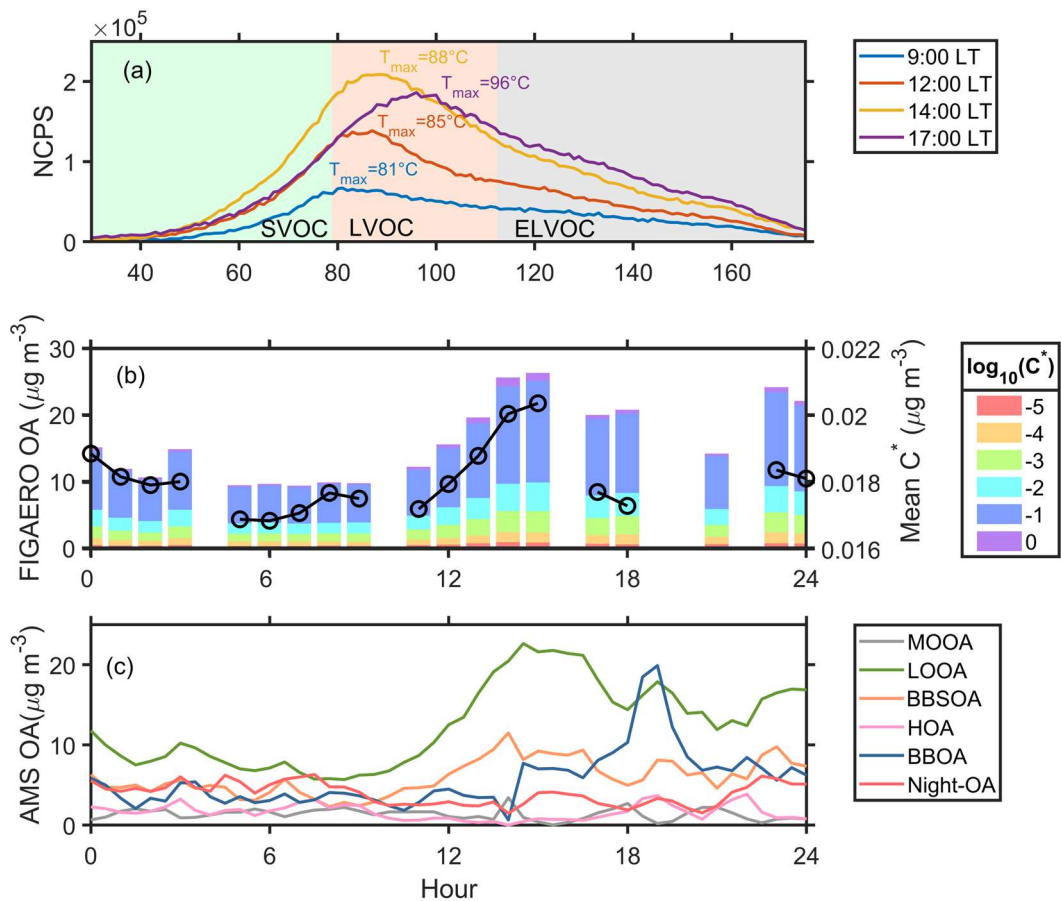 ×10⁵
(a)
NCPS
2
1
0
T_max=88°C
T_max=96°C
T_max=85°C
T_max=81°C
SVOC LVOC ELVOC
40 60 80 100 120 140 160
9:00 LT
12:00 LT
14:00 LT
17:00 LT
(b)
FIGAERO OA (μg m⁻³)
30
20
10
0
0 6 12 18 24
0.022
0.02
0.018
0.016
Mean C* (μg m⁻³)
log₁₀(C*)
-5
-4
-3
-2
-1
0
(c)
AMS OA(μg m⁻³)
20
10
0
0 6 12 18 24
Hour
MOOA
LOOA
BBSOA
HOA
BBOA
Night-OA